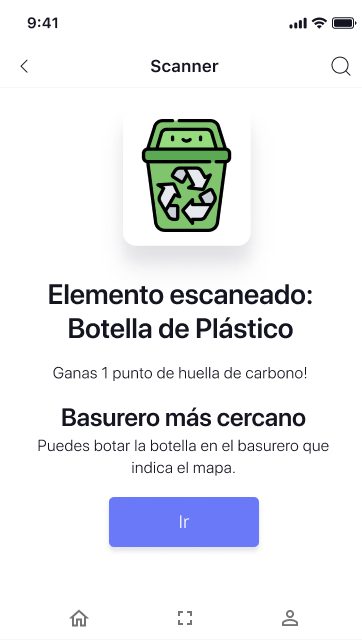 9:41
Scanner
Elemento escaneado:
Botella de Plástico
Ganas 1 punto de huella de carbono!
Basurero más cercano
Puedes botar la botella en el basurero que
indica el mapa.
Ir